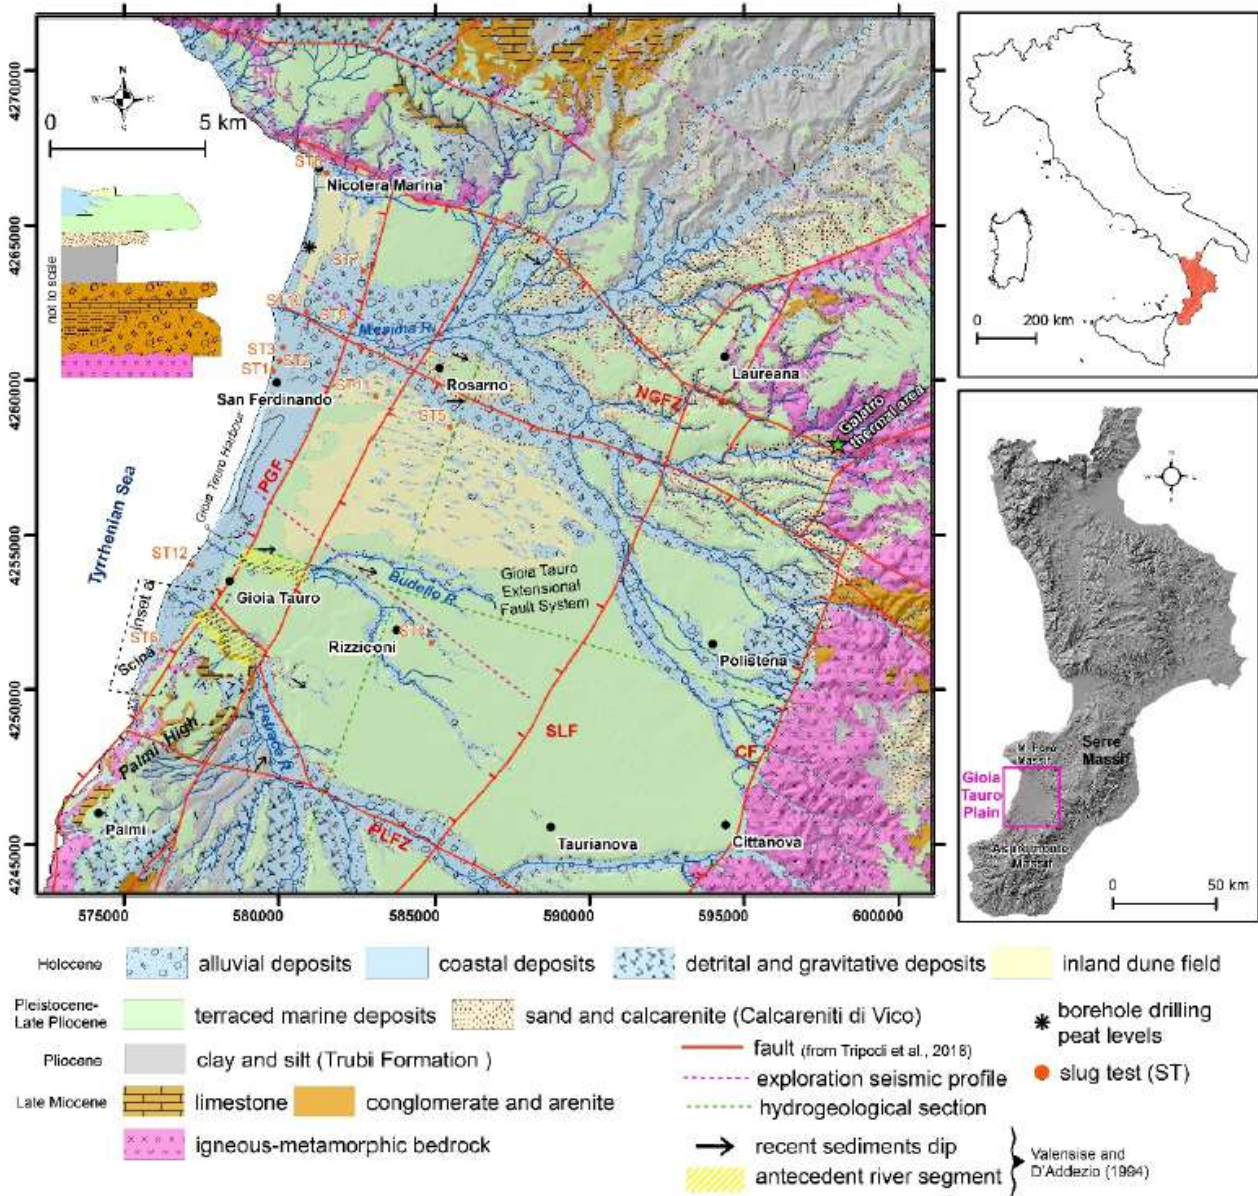 4270000
4265000
4260000
4255000
4250000
4245000
N
W
E
S
0
5 km
not to scale
Nicotera Marina
Mesima R.
ST3
ST2
ST1
ST11
San Ferdinando
Rosarno
ST5
Laureana
NGFZ
Galatro
thermal area
Gioia Tauro Harbour
PGF
Tyrrhenian Sea
ST12
Gioia Tauro
Budello R.
Gioia Tauro
Extensional
Fault System
inset a
Scina
Rizziconi
Polistena
Palmi High
Petrace R.
SLF
CF
Palmi
PLFZ
Taurianova
Cittanova
575000
580000
585000
590000
595000
600000
0
200 km
Serre
Massif
M. Poro
Massif
Gioia
Tauro
Plain
Aspromonte
Massif
0
50 km
Holocene
alluvial deposits
coastal deposits
detrital and gravitative deposits
inland dune field
Pleistocene-
Late Pliocene
terraced marine deposits
sand and calcarenite (Calcareniti di Vico)
borehole drilling
peat levels
Pliocene
clay and silt (Trubi Formation )
fault (from Tripodi et al., 2018)
slug test (ST)
exploration seismic profile
Late Miocene
limestone
conglomerate and arenite
hydrogeological section
igneous-metamorphic bedrock
recent sediments dip
antecedent river segment
Valensise and
D'Addezio (1994)